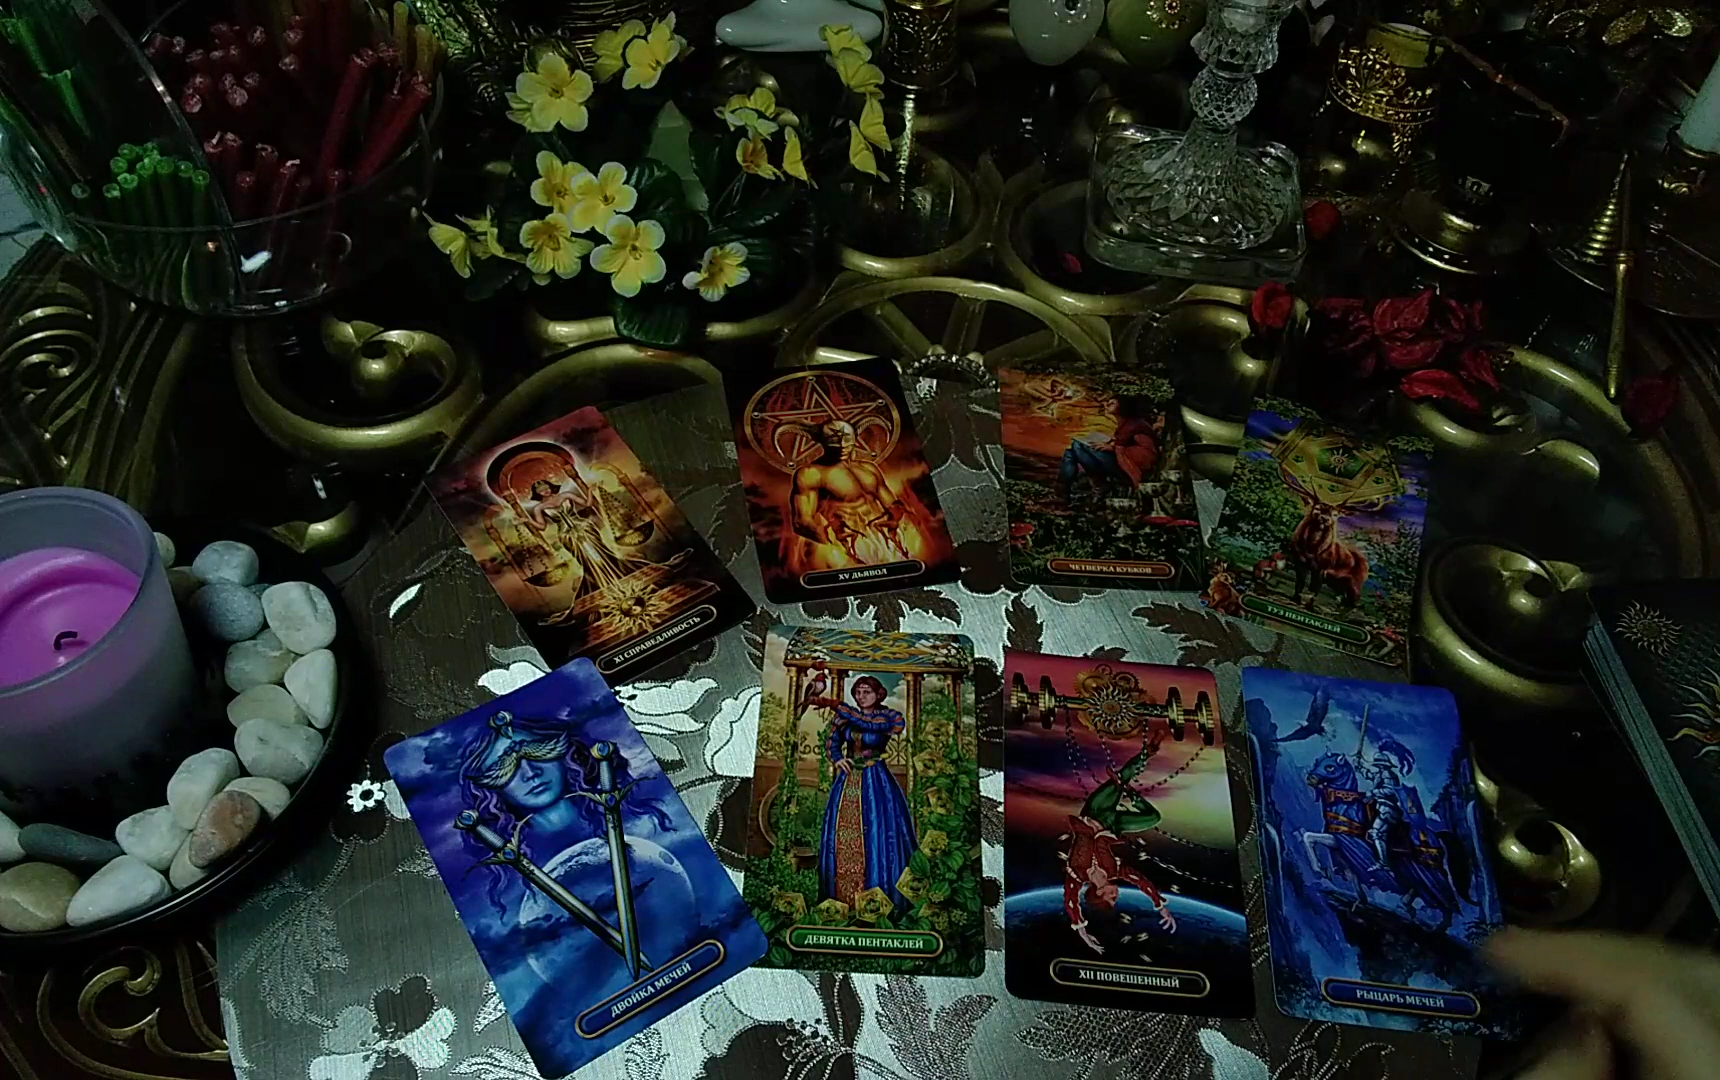 XI СПРАВЕДЛИВОСТЬ
XV ДЬЯВОЛ
ЧЕТВЕРКА КУБКОВ
ТУЗ ПЕНТАКЛЕЙ
ДВОЙКА МЕЧЕЙ
ДЕВЯТКА ПЕНТАКЛЕЙ
XII ПОВЕШЕННЫЙ
РЫЦАРЬ МЕЧЕЙ